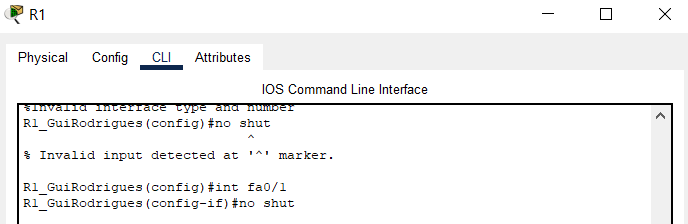 R1
Physical Config CLI Attributes
IOS Command Line Interface
%Invalid interface type and number
R1_GuiRodrigues(config)#no shut
^
% Invalid input detected at '^' marker.
R1_GuiRodrigues(config)#int fa0/1
R1_GuiRodrigues(config-if)#no shut